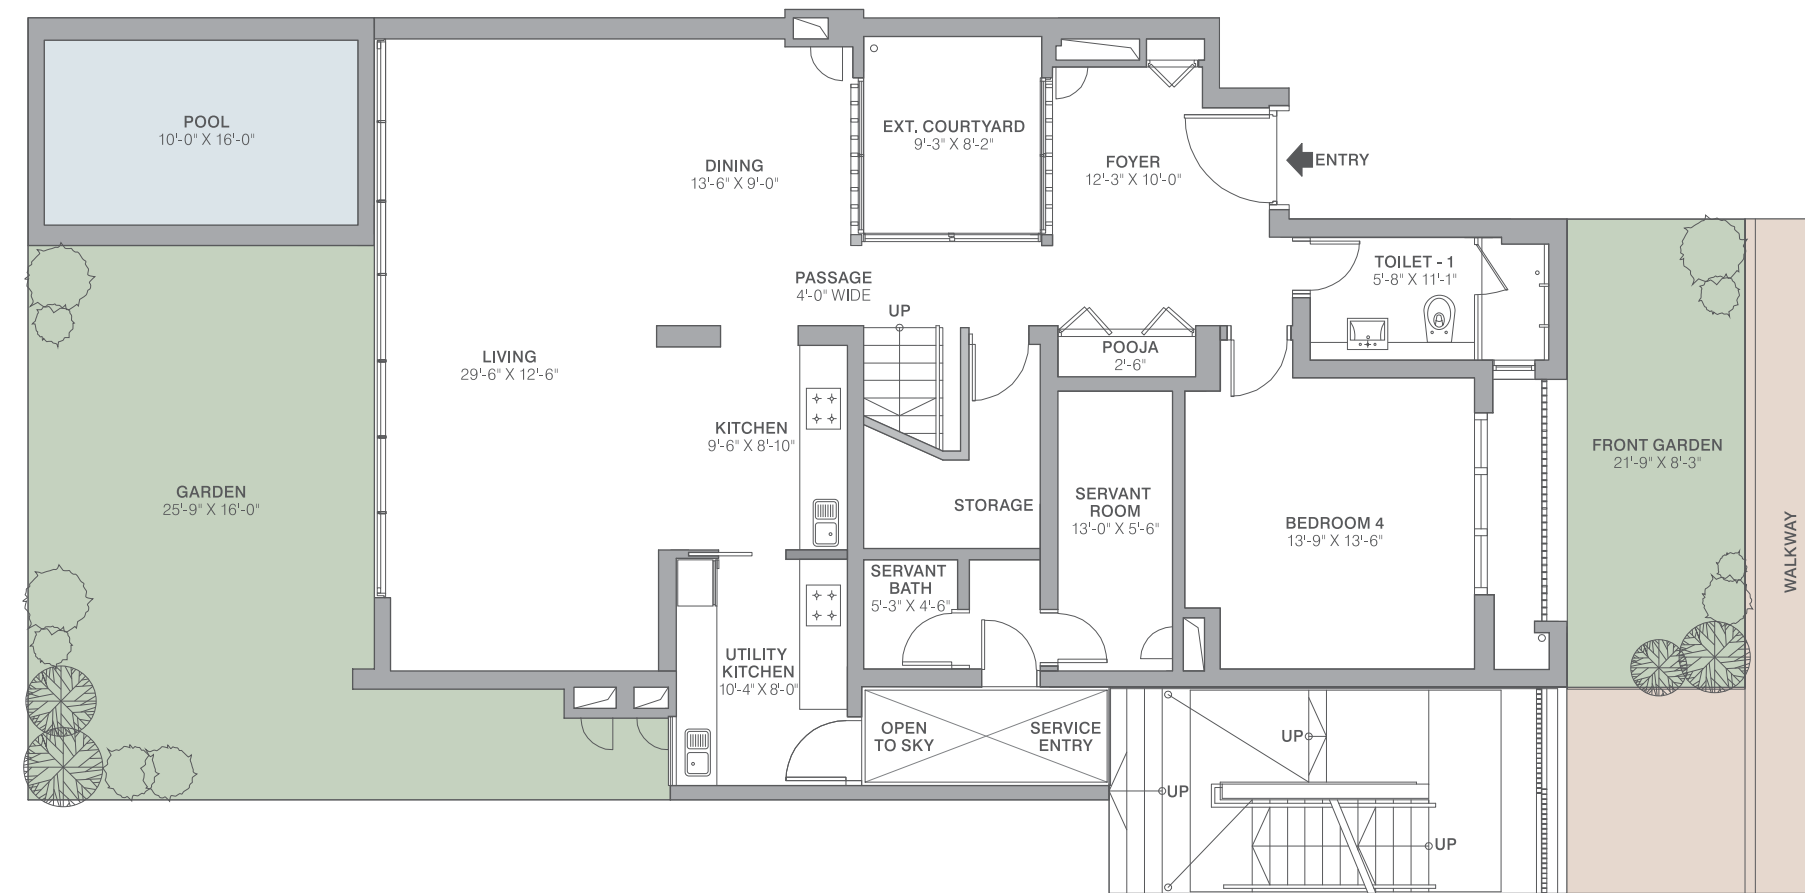 POOL
10'-0" X 16'-0"
EXT. COURTYARD
9'-3" X 8'-2"
DINING
13'-6" X 9'-0"
FOYER
12'-3" X 10'-0"
ENTRY
TOILET - 1
5'-8" X 11'-1"
PASSAGE
4'-0" WIDE
UP
POOJA
2'-6"
LIVING
29'-6" X 12'-6"
KITCHEN
9'-6" X 8'-10"
FRONT GARDEN
21'-9" X 8'-3"
GARDEN
25'-9" X 16'-0"
STORAGE
SERVANT
ROOM
13'-0" X 5'-6"
BEDROOM 4
13'-9" X 13'-6"
WALKWAY
SERVANT
BATH
5'-3" X 4'-6"
UTILITY
KITCHEN
10'-4" X 8'-0"
OPEN
TO SKY
SERVICE
ENTRY
UP
UP
UP